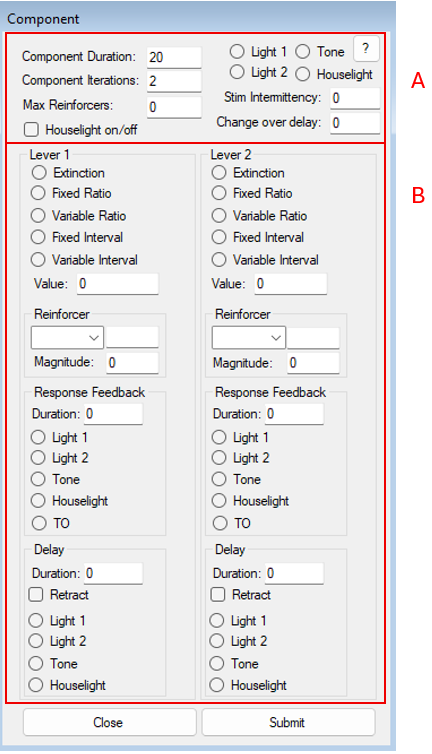 Component
Component Duration: 20
Component Iterations: 2
Max Reinforcers: 0
Houselight on/off
Light 1 Tone ?
Light 2 Houselight
Stim Intermittency: 0
Change over delay: 0
A
B
Lever 1
Extinction
Fixed Ratio
Variable Ratio
Fixed Interval
Variable Interval
Value: 0
Reinforcer
Magnitude: 0
Response Feedback
Duration: 0
Light 1
Light 2
Tone
Houselight
TO
Delay
Duration: 0
Retract
Light 1
Light 2
Tone
Houselight
Lever 2
Extinction
Fixed Ratio
Variable Ratio
Fixed Interval
Variable Interval
Value: 0
Reinforcer
Magnitude: 0
Response Feedback
Duration: 0
Light 1
Light 2
Tone
Houselight
TO
Delay
Duration: 0
Retract
Light 1
Light 2
Tone
Houselight
Close
Submit